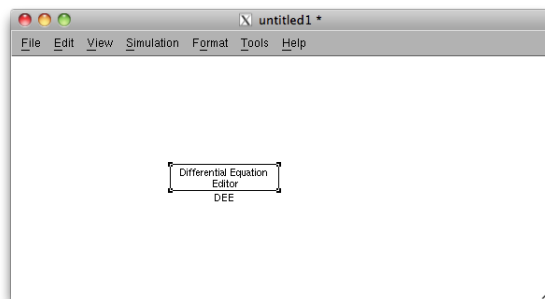 untitled1 *
File Edit View Simulation Format Tools Help
Differential Equation
Editor
DEE